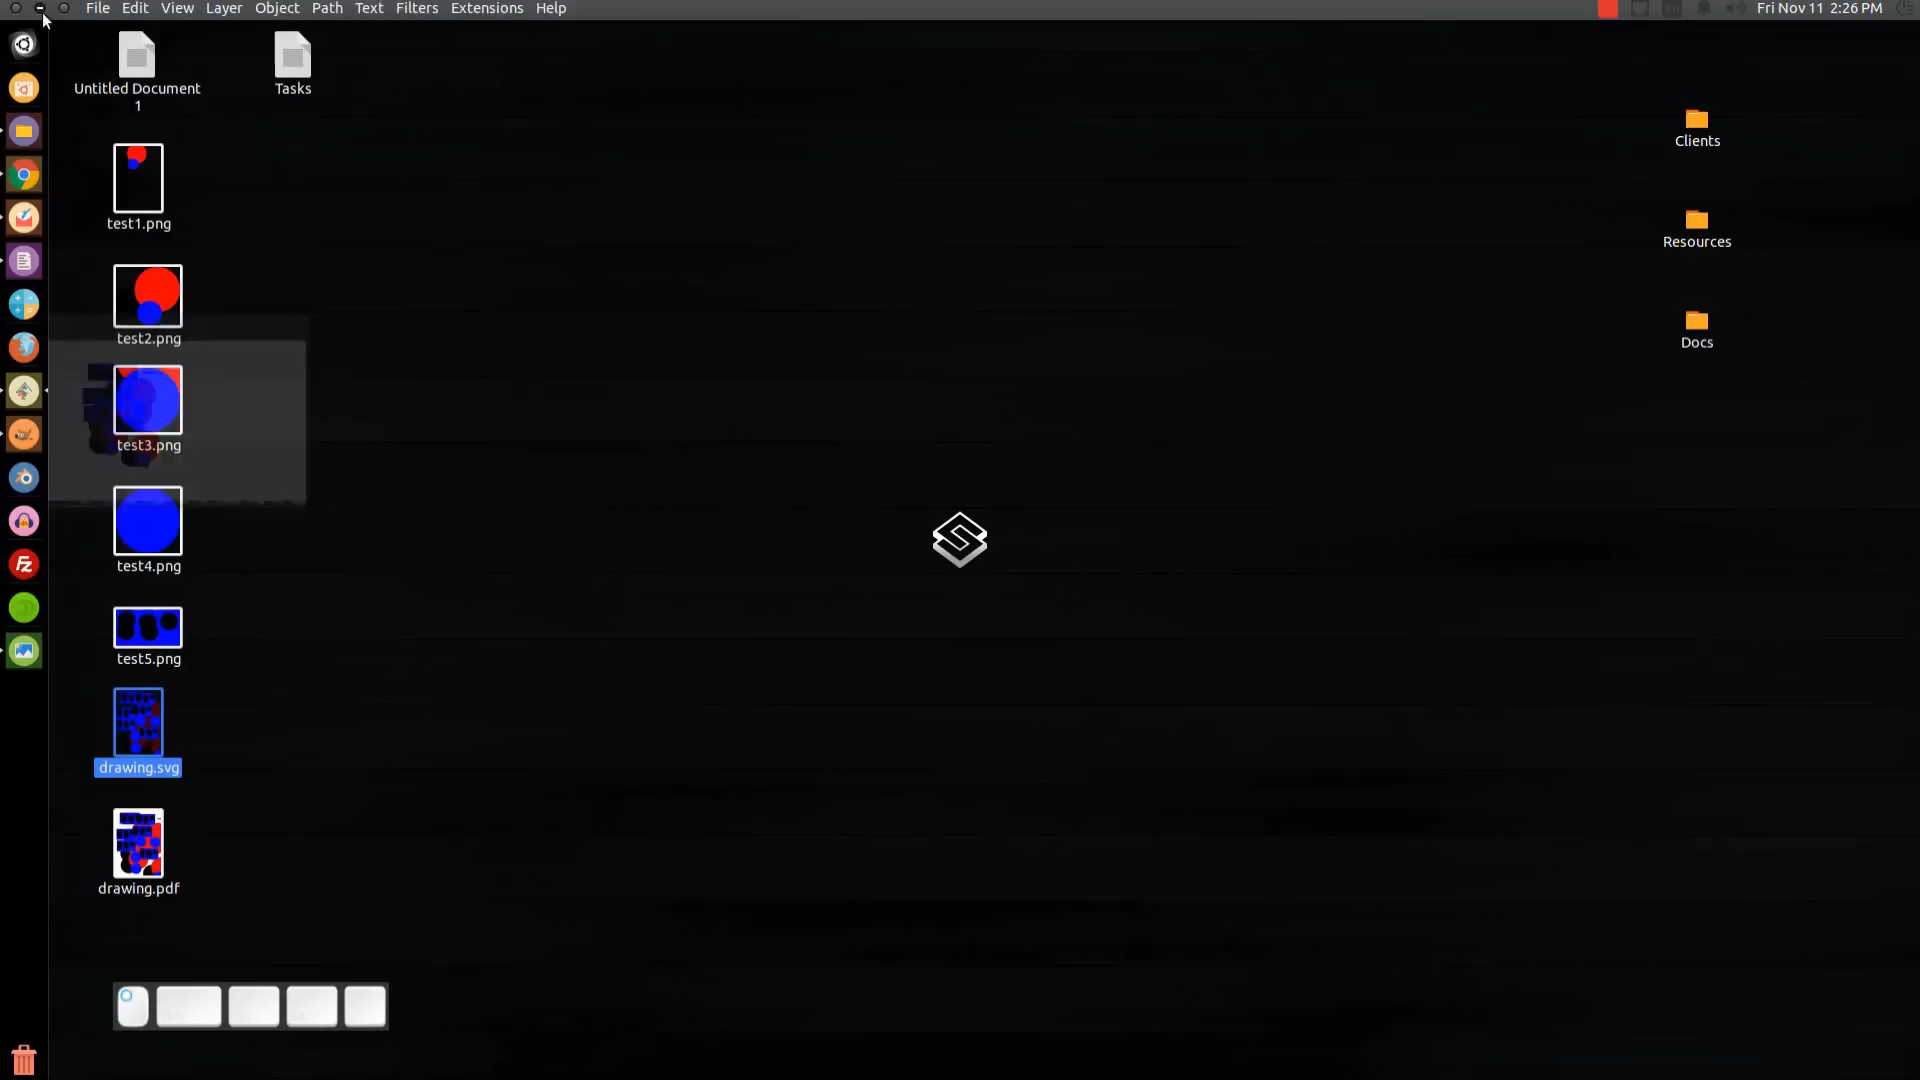 File Edit View Layer Object Path Text Filters Extensions Help
Fri Nov 11 2:26 PM
Untitled Document
1
Tasks
test1.png
test2.png
test3.png
test4.png
test5.png
drawing.svg
drawing.pdf
Clients
Resources
Docs
Fz